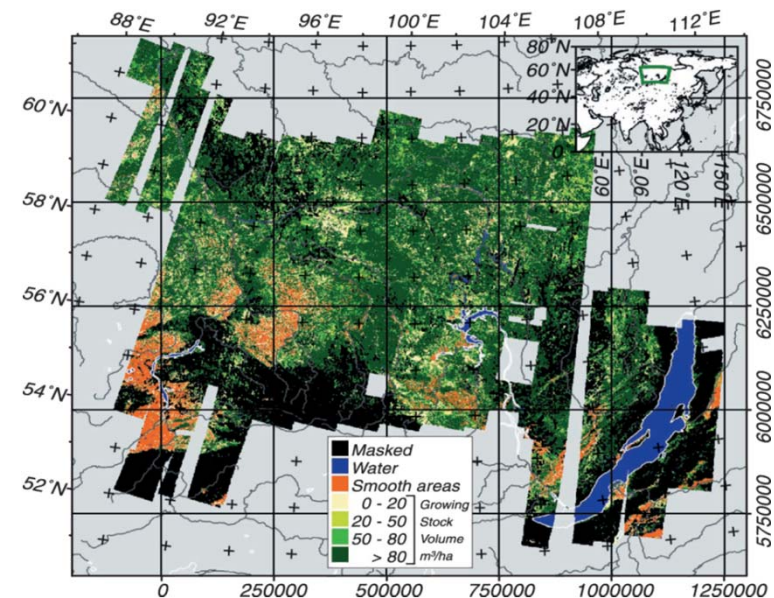 88°E 92°E 96°E 100°E 104°E 108°E 112°E
60°N
58°N
56°N
54°N
52°N
6750000
6500000
6250000
6000000
5750000
80°N
60°N
40°N
20°N
0
60°E
90°E
120°E
150°E
Masked
Water
Smooth areas
0 - 20 Growing
20 - 50 Stock
50 - 80 Volume
> 80 m³/ha
0 250000 500000 750000 1000000 1250000